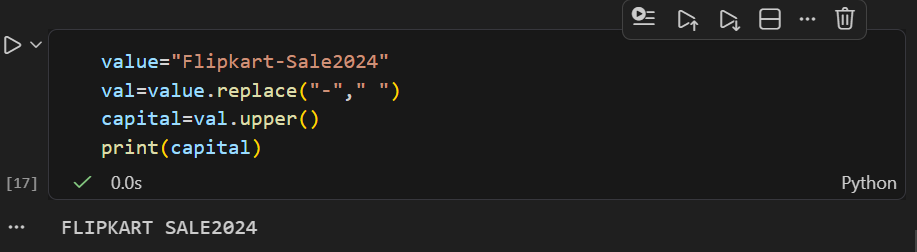 value="Flipkart-Sale2024"
val=value.replace("-"," ")
capital=val.upper()
print(capital)
[17] 0.0s Python
FLIPKART SALE2024